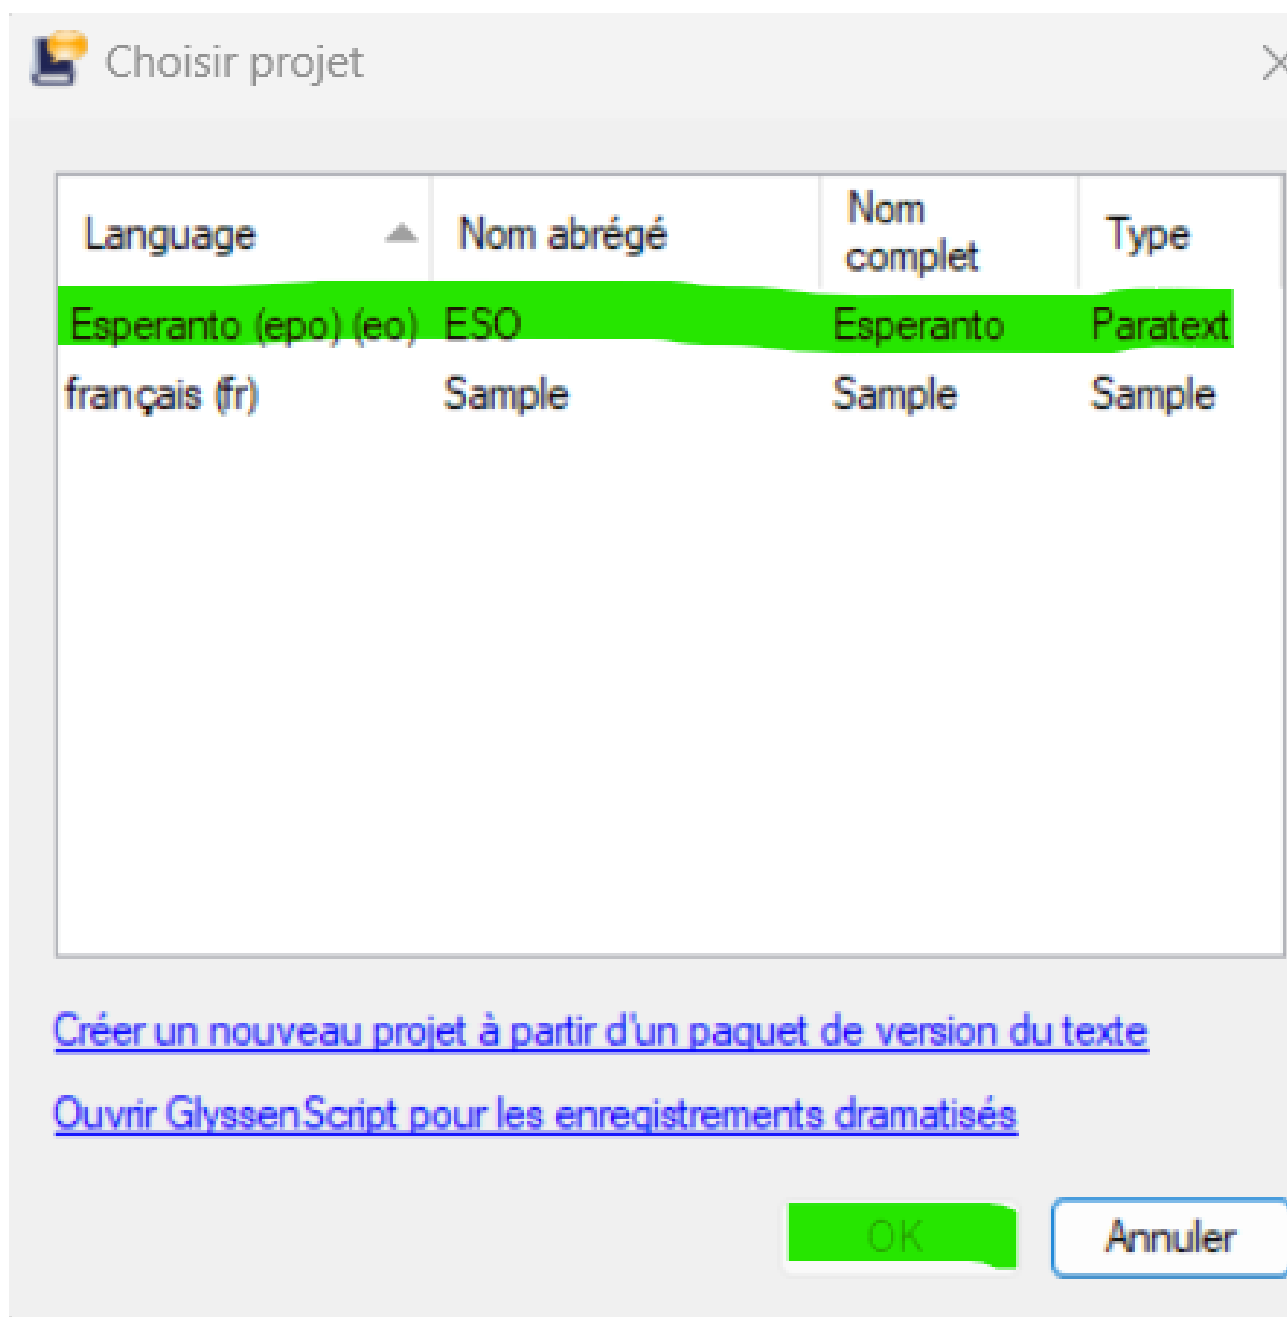 Choisir projet
Language Nom abrégé Nom complet Type
Esperanto (epo) (eo) ESO Esperanto Paratext
français (fr) Sample Sample Sample
Créer un nouveau projet à partir d'un paquet de version du texte
Ouvrir GlyssenScript pour les enregistrements dramatisés
OK Annuler